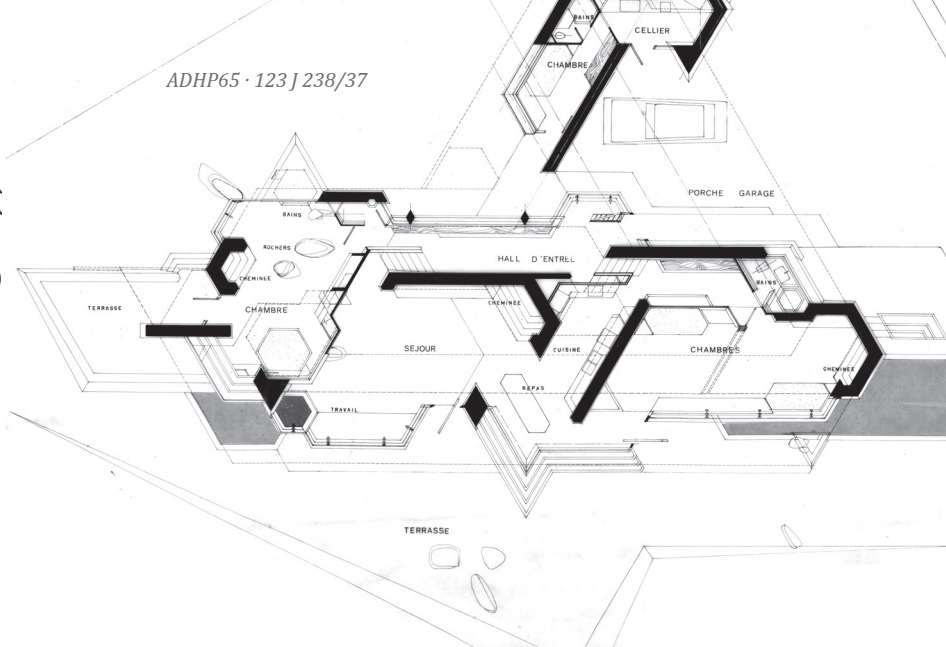 BAINS
CELLIER
CHAMBRE
ADHP65 · 123 J 238/37
PORCHE GARAGE
BAINS
ROCHERS
HALL D'ENTREE
CHEMINEE
BAINS
TERRASSE
CHEMINEE
CHAMBRE
SEJOUR
CUISINE
CHAMBRES
CHEMINEE
REPAS
TRAVAIL
TERRASSE